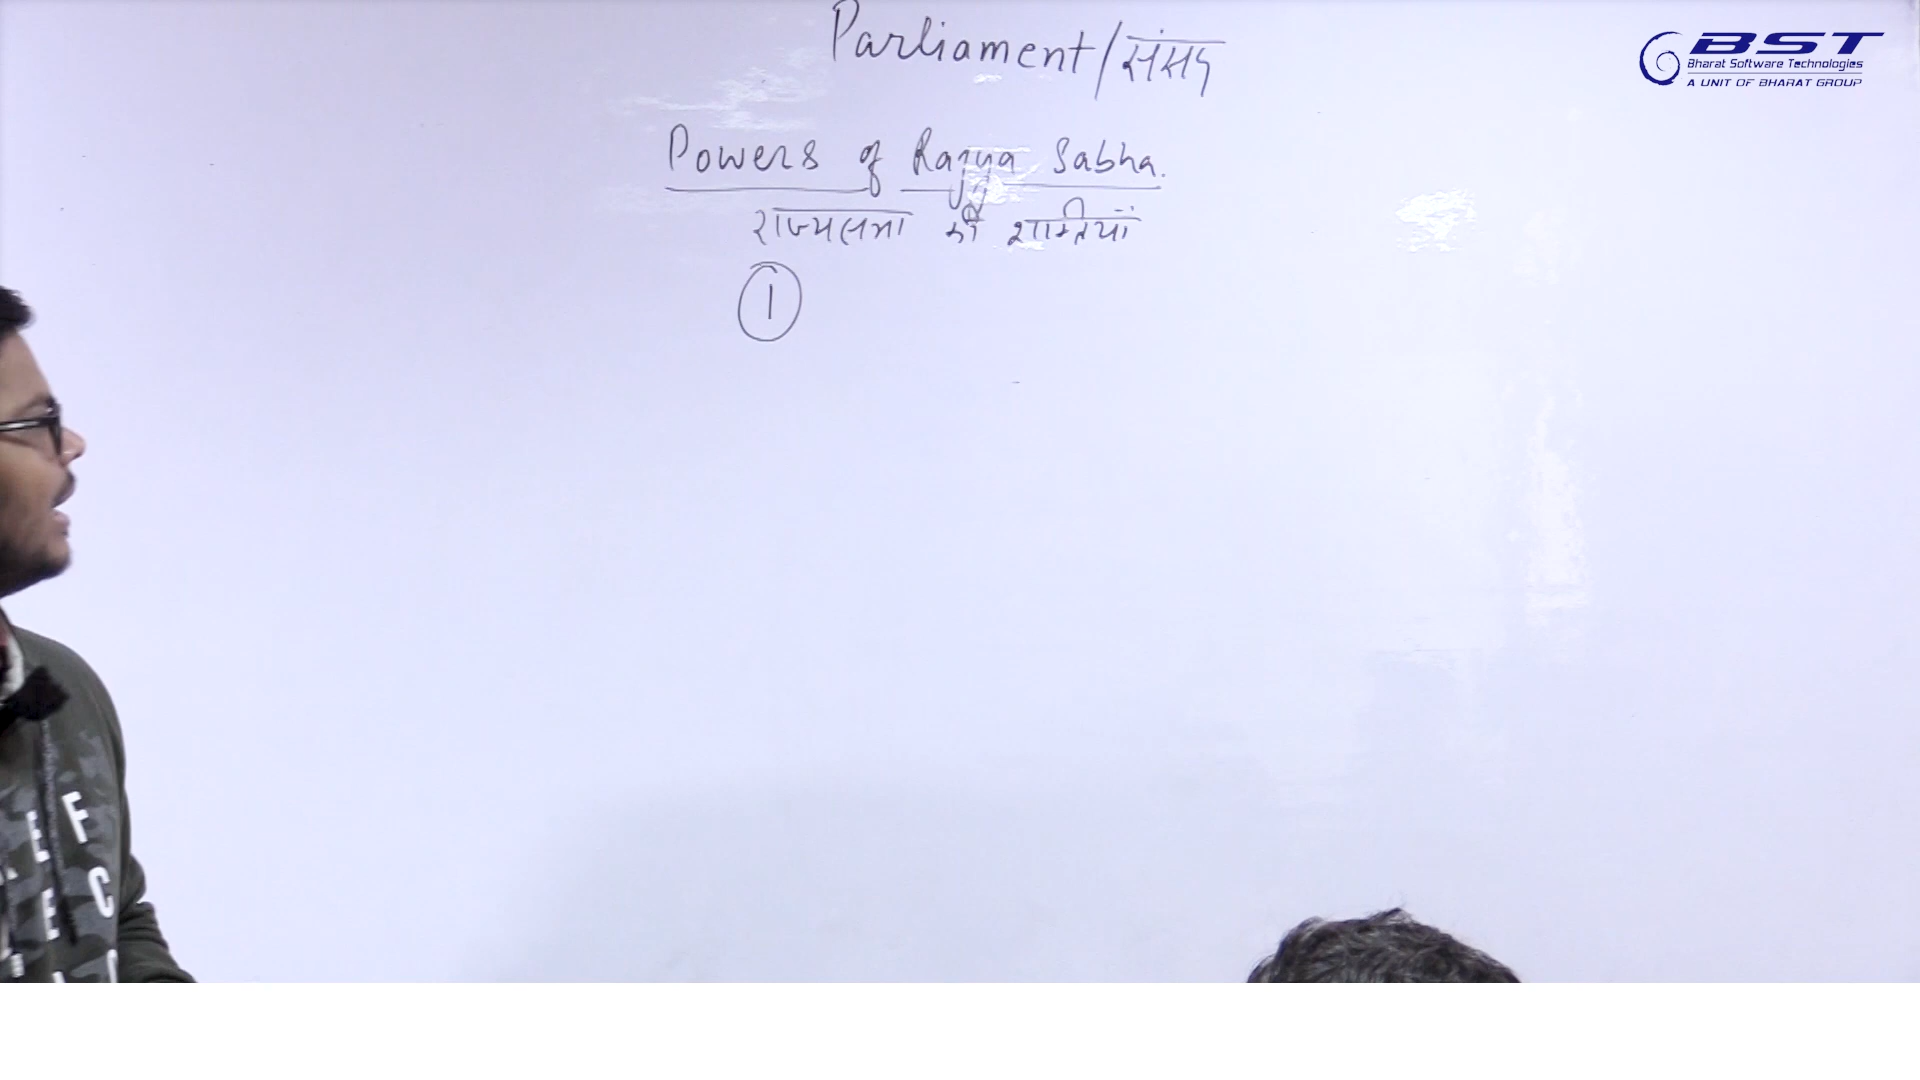 Parliament/संसद
BST
Bharat Software Technologies
A UNIT OF BHARAT GROUP
Powers of Rajya Sabha.
राज्यसभा की शक्तियां
1
F
E
C
E